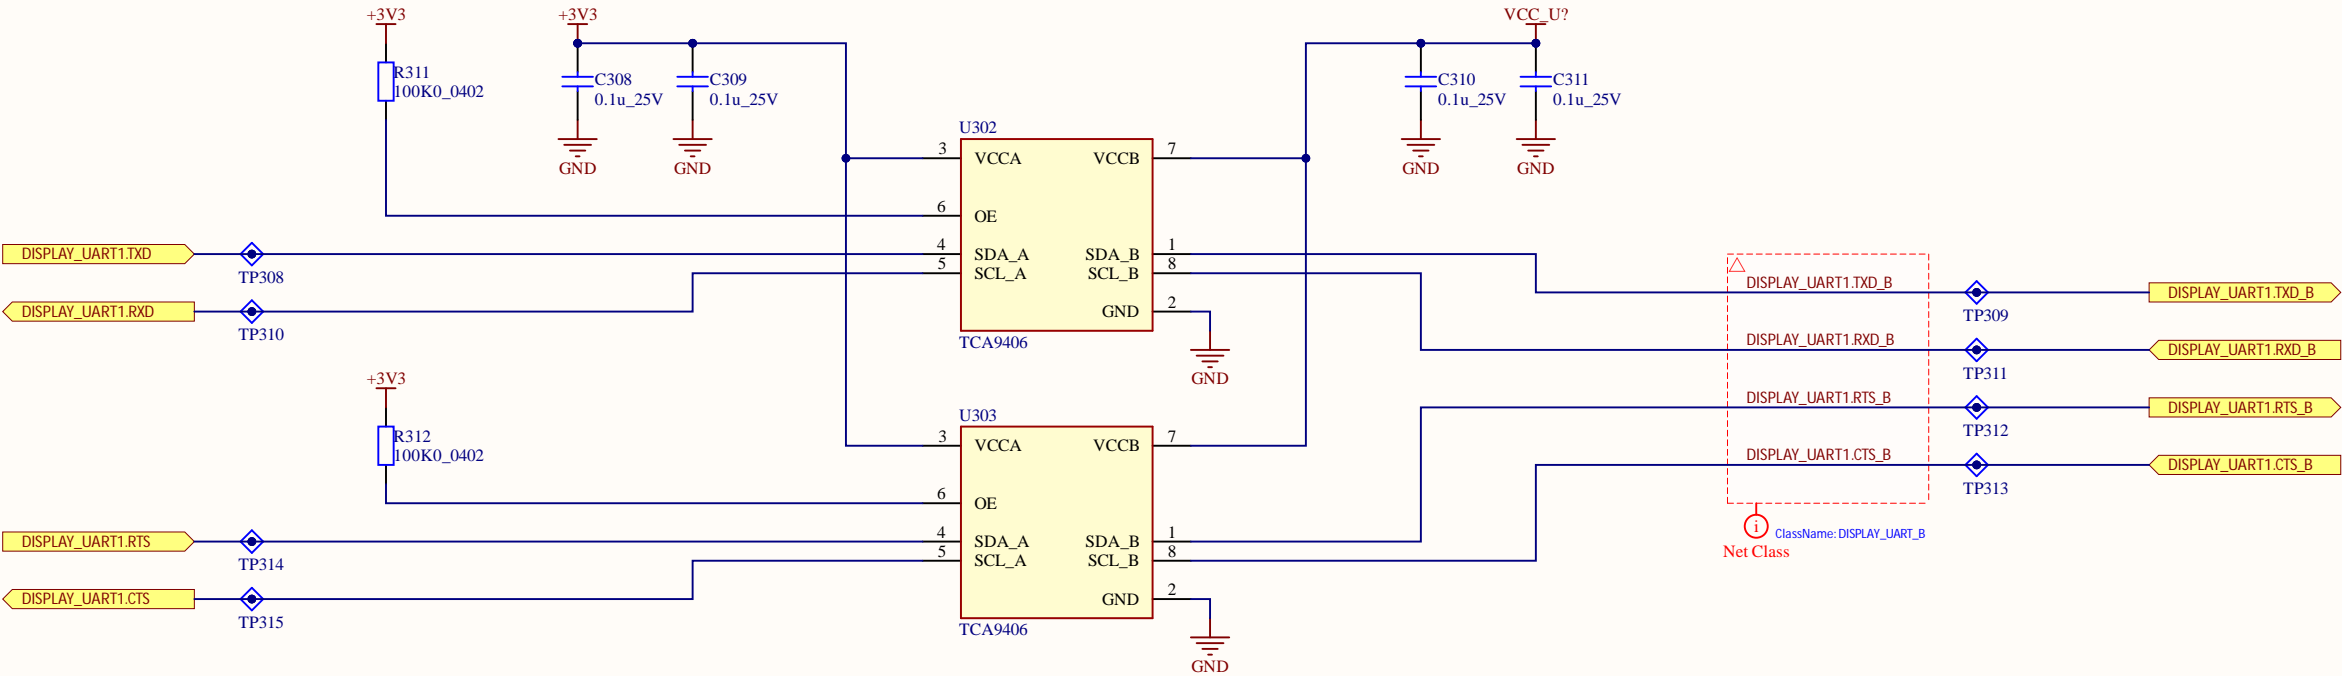 +3V3
+3V3
VCC_U?
R311
100K0_0402
C308
0.1u_25V
C309
0.1u_25V
C310
0.1u_25V
C311
0.1u_25V
GND
GND
GND
GND
U302
3
VCCA
VCCB
7
6
OE
4
SDA_A
SDA_B
1
5
SCL_A
SCL_B
8
GND
2
TCA9406
GND
DISPLAY_UART1.TXD
TP308
DISPLAY_UART1.RXD
TP310
DISPLAY_UART1.TXD_B
TP309
DISPLAY_UART1.TXD_B
DISPLAY_UART1.RXD_B
TP311
DISPLAY_UART1.RXD_B
DISPLAY_UART1.RTS_B
TP312
DISPLAY_UART1.RTS_B
DISPLAY_UART1.CTS_B
TP313
DISPLAY_UART1.CTS_B
i
ClassName: DISPLAY_UART_B
Net Class
+3V3
R312
100K0_0402
U303
3
VCCA
VCCB
7
6
OE
4
SDA_A
SDA_B
1
5
SCL_A
SCL_B
8
GND
2
TCA9406
GND
DISPLAY_UART1.RTS
TP314
DISPLAY_UART1.CTS
TP315